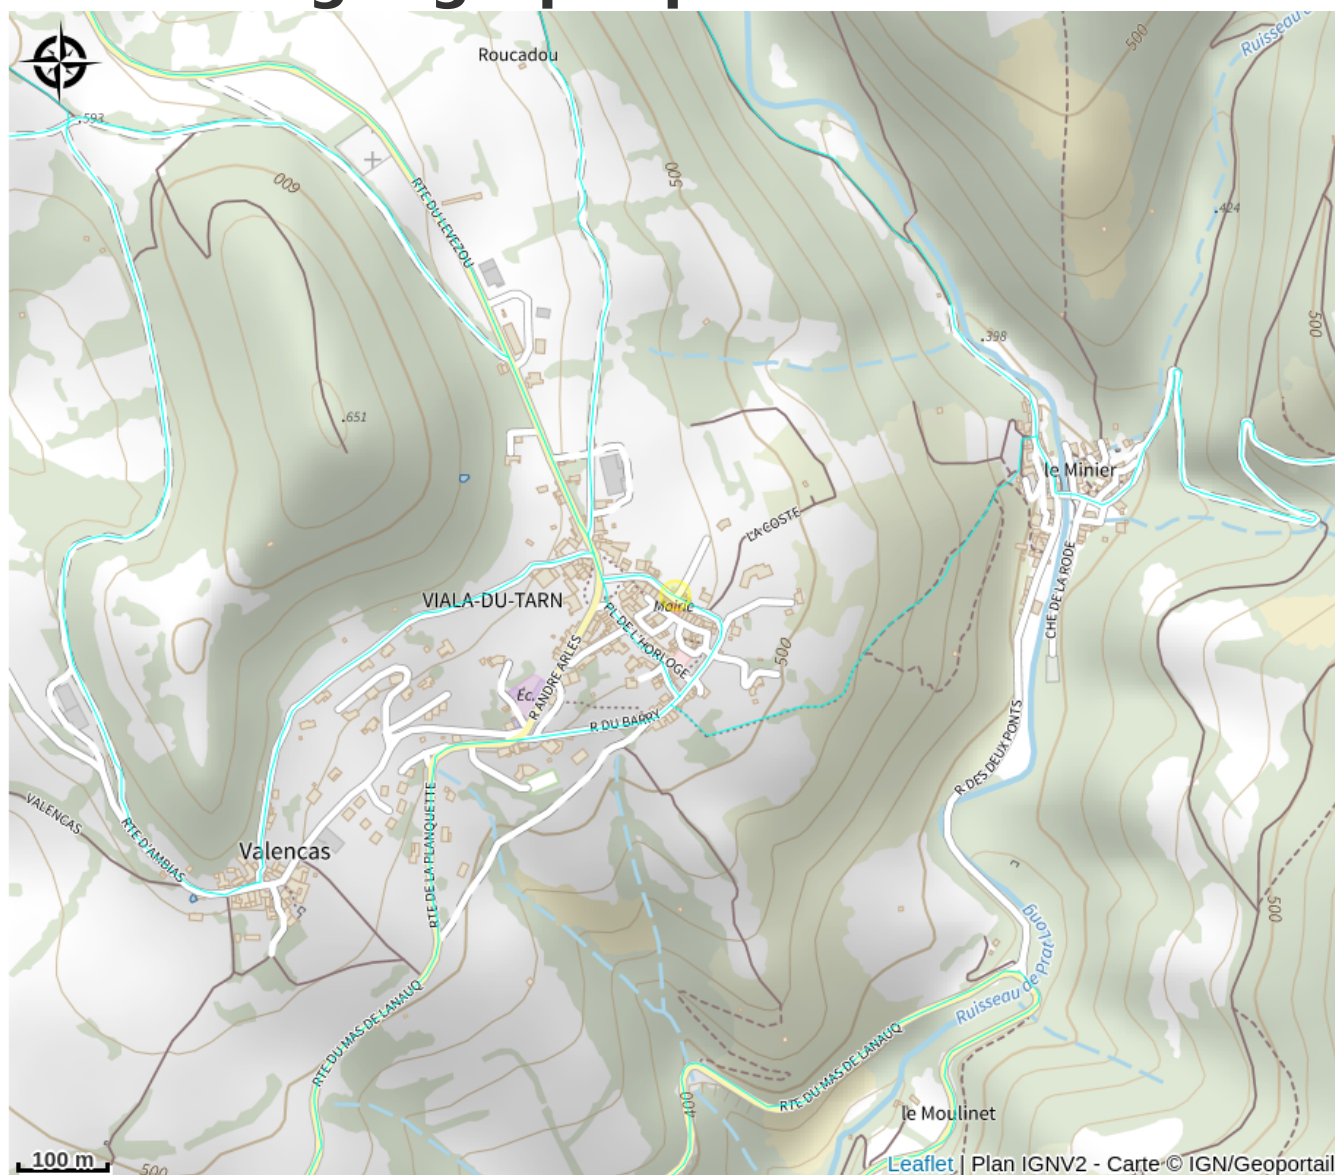 Roucadou
500
Ruisseau
593
600
500
RTE DU LEVEZOU
424
398
500
651
le Minier
L'A COSTE
VIALA-DU-TARN
Mairie
PL DE L'HORLOGE
CHE DE LA RODE
500
R ANDRE ARLES
Éc.
R DU BARRY
R DES DEUX PONTS
VALENCAS
RTE D'AMBIAS
Valencas
RTE DE LA PLANQUETTE
500
Ruisseau de Prat Long
RTE DU MAS DE LANAUQ
RTE DU MAS DE LANAUQ
400
le Moulinet
100 m
500
Leaflet | Plan IGNV2 - Carte © IGN/Geoportail